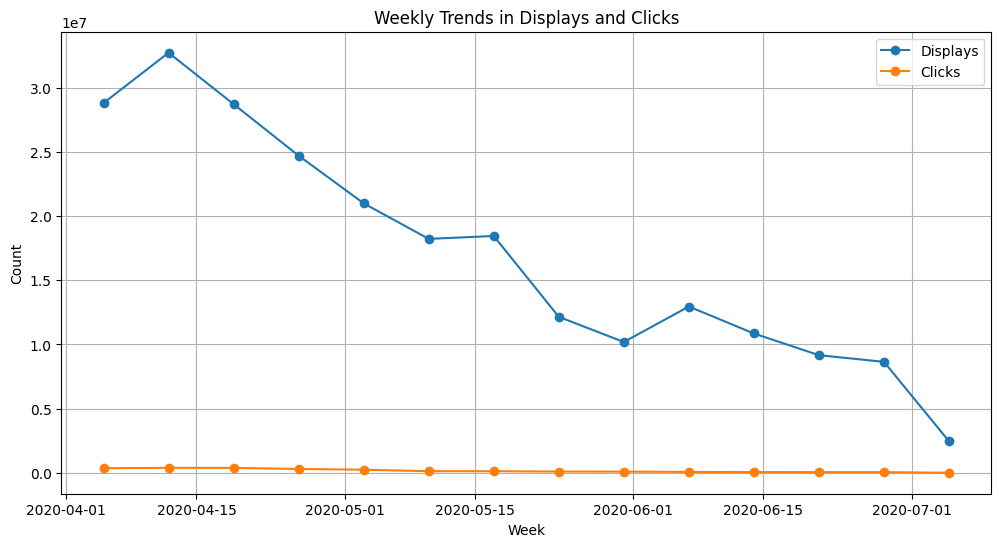 Weekly Trends in Displays and Clicks
1e7
Displays
Clicks
3.0
2.5
2.0
1.5
1.0
0.5
0.0
Count
2020-04-01 2020-04-15 2020-05-01 2020-05-15 2020-06-01 2020-06-15 2020-07-01
Week